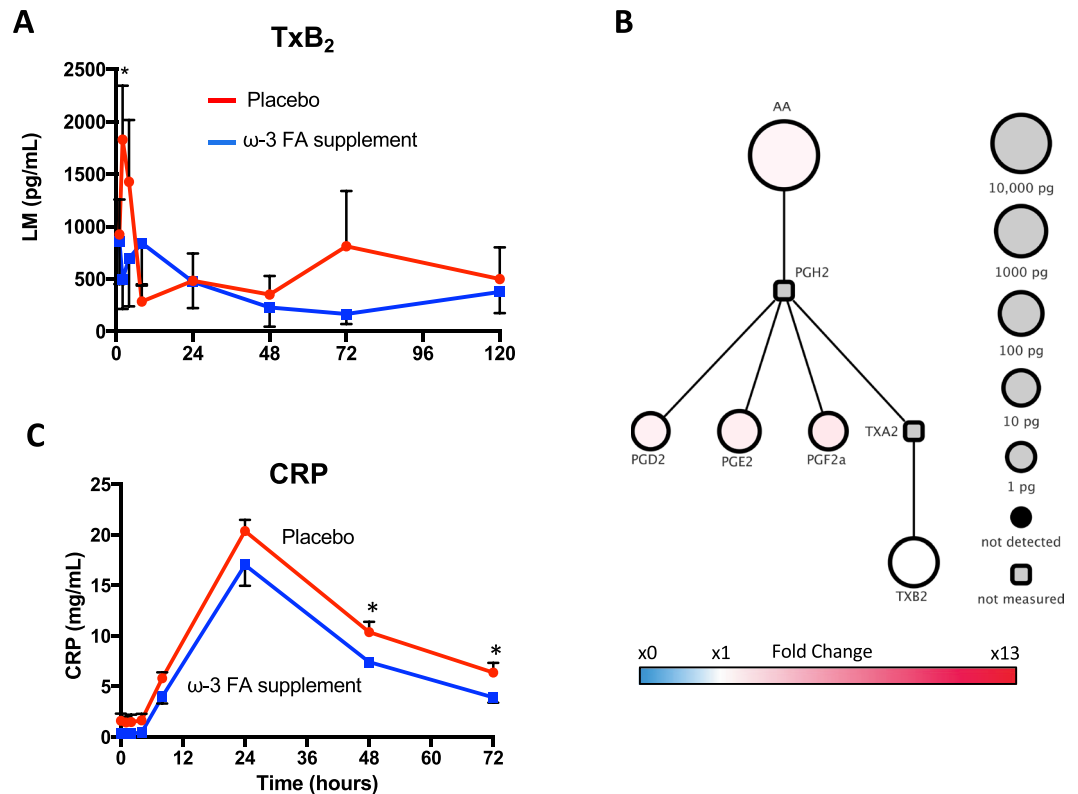 A
TxB₂
LM (pg/mL)
2500
2000
1500
1000
500
0
*
Placebo
ω-3 FA supplement
0 24 48 72 96 120
B
AA
PGH2
PGD2
PGE2
PGF2a
TXA2
TXB2
10,000 pg
1000 pg
100 pg
10 pg
1 pg
not detected
not measured
x0 x1 Fold Change x13
C
CRP
CRP (mg/mL)
25
20
15
10
5
0
Placebo
ω-3 FA supplement
*
*
0 12 24 36 48 60 72
Time (hours)